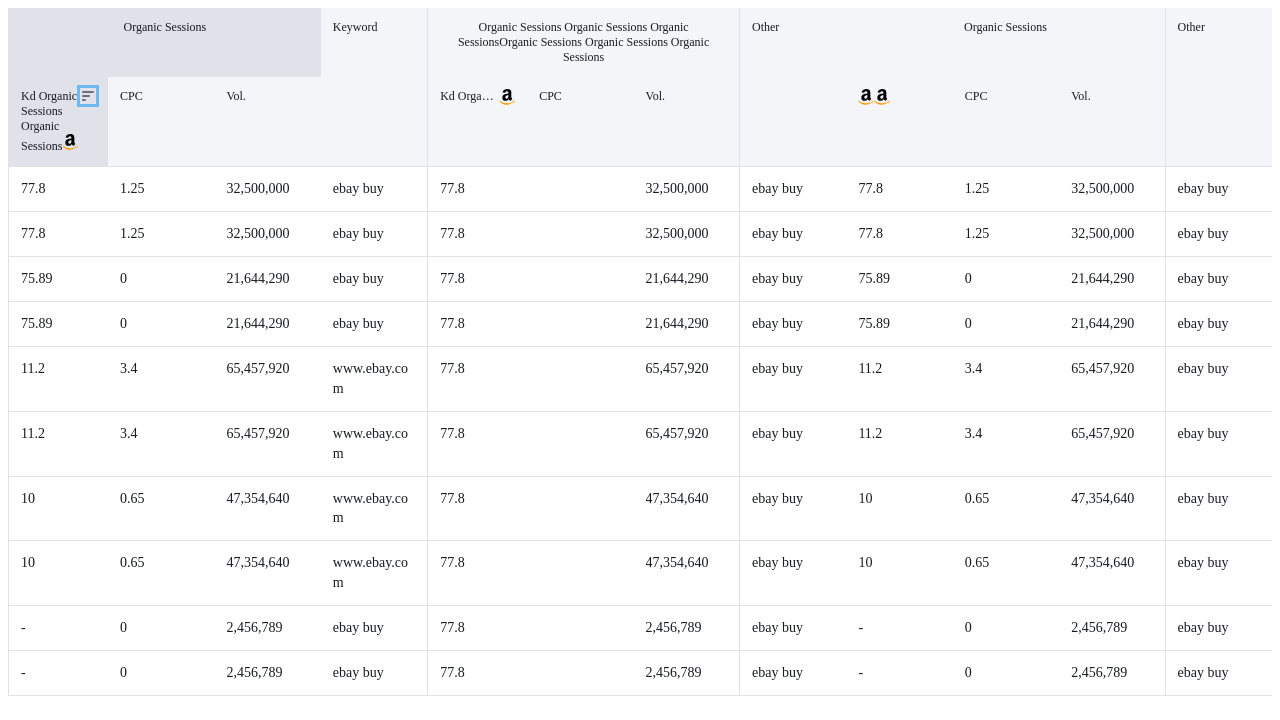 Organic Sessions Keyword Organic Sessions Organic Sessions Organic Other Organic Sessions Other
SessionsOrganic Sessions Organic Sessions Organic
Sessions
Kd Organic CPC Vol. Kd Orga… a CPC Vol. a a CPC Vol.
Sessions
Organic
Sessions a
77.8 1.25 32,500,000 ebay buy 77.8 32,500,000 ebay buy 77.8 1.25 32,500,000 ebay buy
77.8 1.25 32,500,000 ebay buy 77.8 32,500,000 ebay buy 77.8 1.25 32,500,000 ebay buy
75.89 0 21,644,290 ebay buy 77.8 21,644,290 ebay buy 75.89 0 21,644,290 ebay buy
75.89 0 21,644,290 ebay buy 77.8 21,644,290 ebay buy 75.89 0 21,644,290 ebay buy
11.2 3.4 65,457,920 www.ebay.co 77.8 65,457,920 ebay buy 11.2 3.4 65,457,920 ebay buy
m
11.2 3.4 65,457,920 www.ebay.co 77.8 65,457,920 ebay buy 11.2 3.4 65,457,920 ebay buy
m
10 0.65 47,354,640 www.ebay.co 77.8 47,354,640 ebay buy 10 0.65 47,354,640 ebay buy
m
10 0.65 47,354,640 www.ebay.co 77.8 47,354,640 ebay buy 10 0.65 47,354,640 ebay buy
m
- 0 2,456,789 ebay buy 77.8 2,456,789 ebay buy - 0 2,456,789 ebay buy
- 0 2,456,789 ebay buy 77.8 2,456,789 ebay buy - 0 2,456,789 ebay buy